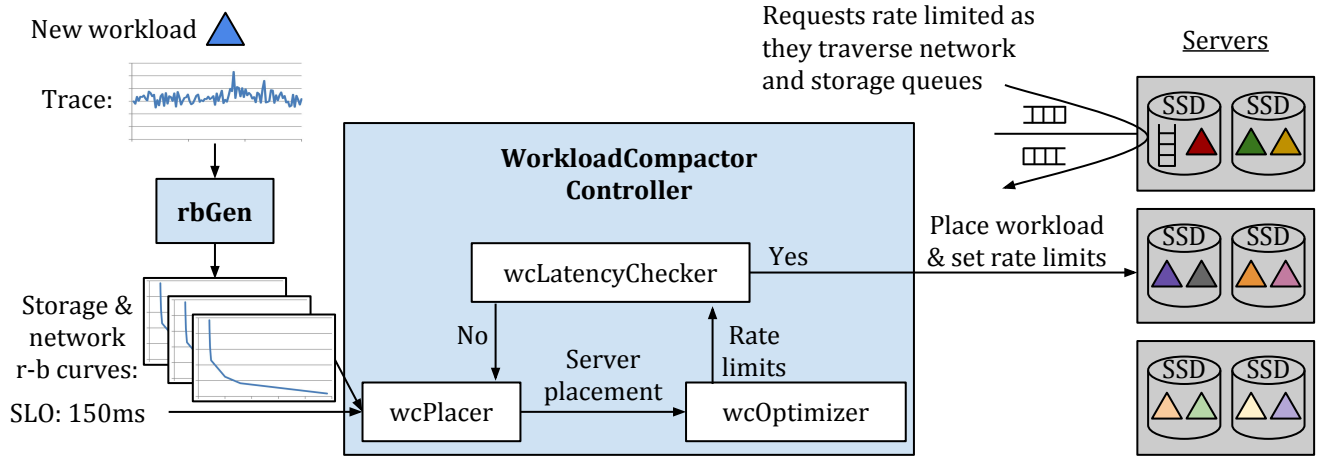 New workload
Trace:
rbGen
Storage &
network
r-b curves:
SLO: 150ms
WorkloadCompactor
Controller
wcLatencyChecker
No
Yes
Server
placement
Rate
limits
wcPlacer
wcOptimizer
Requests rate limited as
they traverse network
and storage queues
Place workload
& set rate limits
Servers
SSD
SSD
SSD
SSD
SSD
SSD